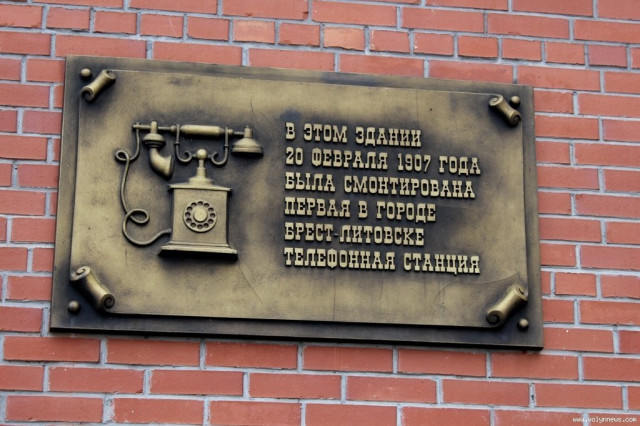 В ЭТОМ ЗДАНИИ
20 ФЕВРАЛЯ 1907 ГОДА
БЫЛА СМОНТИРОВАНА
ПЕРВАЯ В ГОРОДЕ
БРЕСТ-ЛИТОВСКЕ
ТЕЛЕФОННАЯ СТАНЦИЯ
www.volynnews.com